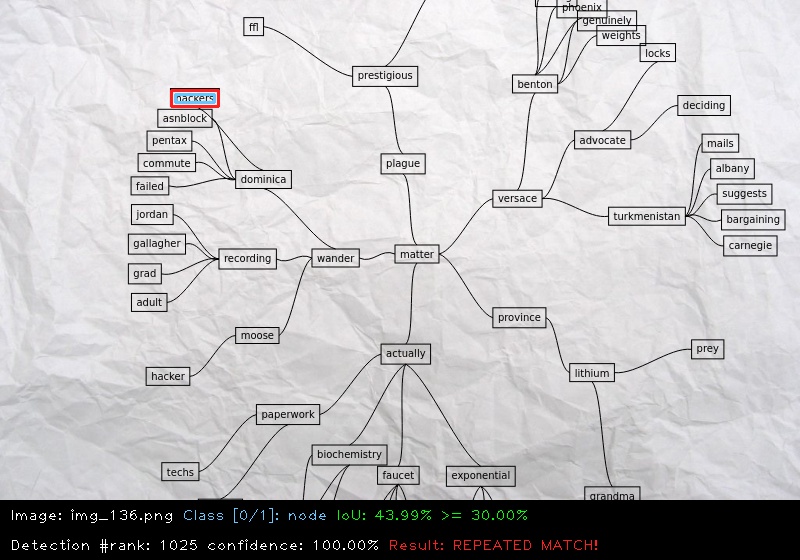 phoenix
genuinely
ffl
weights
locks
prestigious
benton
packers
deciding
asnblock
pentax
advocate
mails
commute
plague
albany
failed
dominica
suggests
versace
jordan
turkmenistan
bargaining
gallagher
carnegie
recording
wander
matter
grad
adult
province
moose
actually
prey
hacker
lithium
paperwork
biochemistry
techs
faucet
exponential
grandma
Image: img_136.png Class [0/1]: node IoU: 43.99% >= 30.00%
Detection #rank: 1025 confidence: 100.00% Result: REPEATED MATCH!